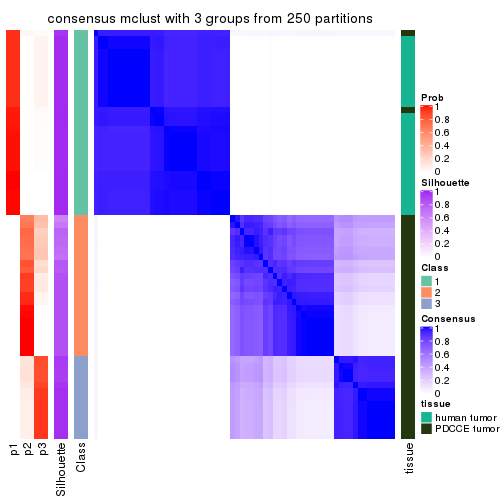 consensus mclust with 3 groups from 250 partitions
Prob
1
0.8
0.6
0.4
0.2
0
Silhouette
1
0.8
0.6
0.4
0.2
0
Class
1
2
3
Consensus
1
0.8
0.6
0.4
0.2
0
tissue
human tumor
PDCCE tumor
p1
p2
p3
Silhouette
Class
tissue